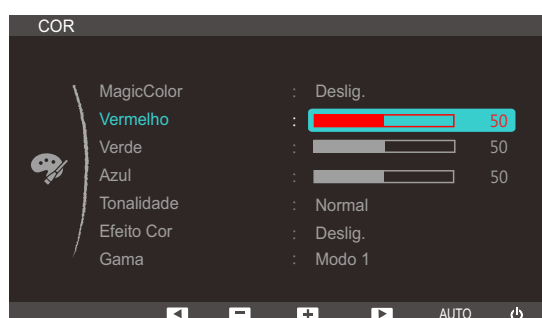 COR
MagicColor : Deslig.
Vermelho : 50
Verde : 50
Azul : 50
Tonalidade : Normal
Efeito Cor : Deslig.
Gama : Modo 1
AUTO